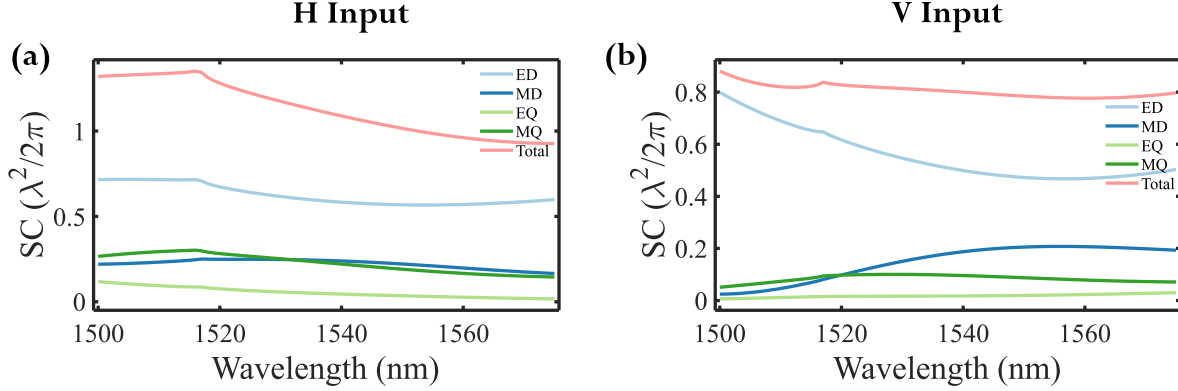 H Input
V Input
(a)
SC (λ²/2π)
1
0.5
0
1500
1520
1540
1560
Wavelength (nm)
ED
MD
EQ
MQ
Total
(b)
SC (λ²/2π)
0.8
0.6
0.4
0.2
0
1500
1520
1540
1560
Wavelength (nm)
ED
MD
EQ
MQ
Total